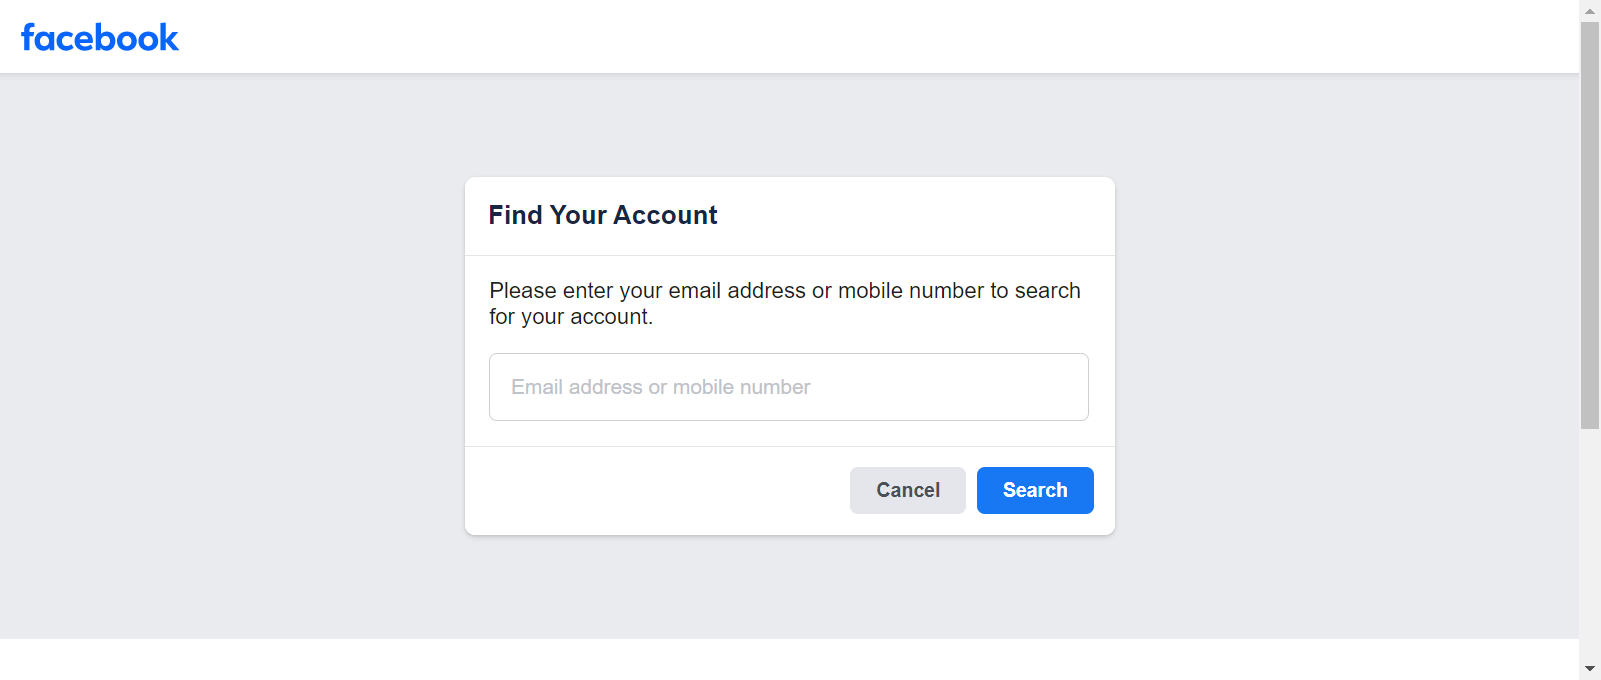 facebook
Find Your Account
Please enter your email address or mobile number to search
for your account.
Email address or mobile number
Cancel
Search